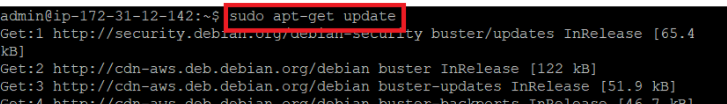 admin@ip-172-31-12-142:~$ sudo apt-get update
Get:1 http://security.debian.org/debian-security buster/updates InRelease [65.4
kB]
Get:2 http://cdn-aws.deb.debian.org/debian buster InRelease [122 kB]
Get:3 http://cdn-aws.deb.debian.org/debian buster-updates InRelease [51.9 kB]
Get:4 http://cdn-aws.deb.debian.org/debian buster-backports InRelease [46.7 kB]